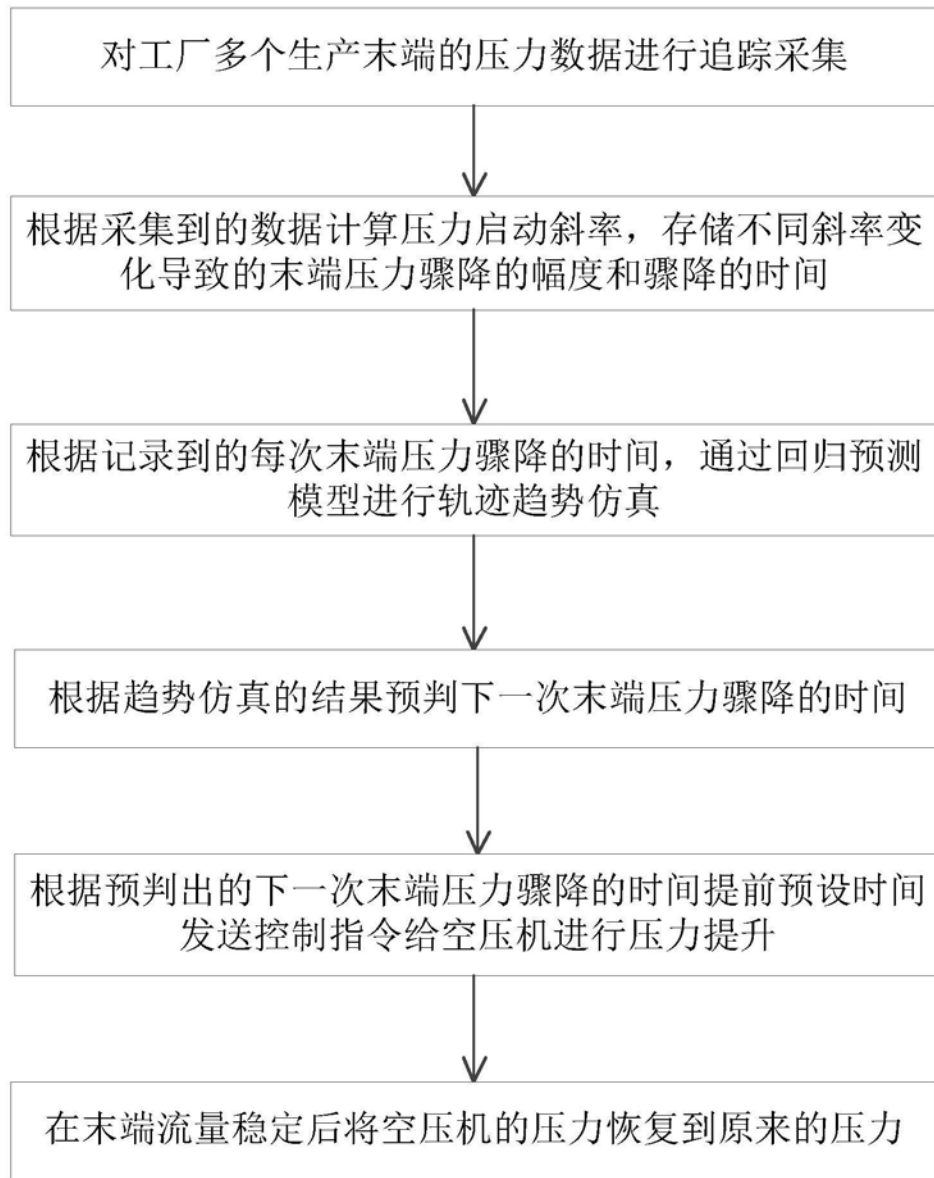 对工厂多个生产末端的压力数据进行追踪采集
根据采集到的数据计算压力启动斜率，存储不同斜率变
化导致的末端压力骤降的幅度和骤降的时间
根据记录到的每次末端压力骤降的时间，通过回归预测
模型进行轨迹趋势仿真
根据趋势仿真的结果预判下一次末端压力骤降的时间
根据预判出的下一次末端压力骤降的时间提前预设时间
发送控制指令给空压机进行压力提升
在末端流量稳定后将空压机的压力恢复到原来的压力